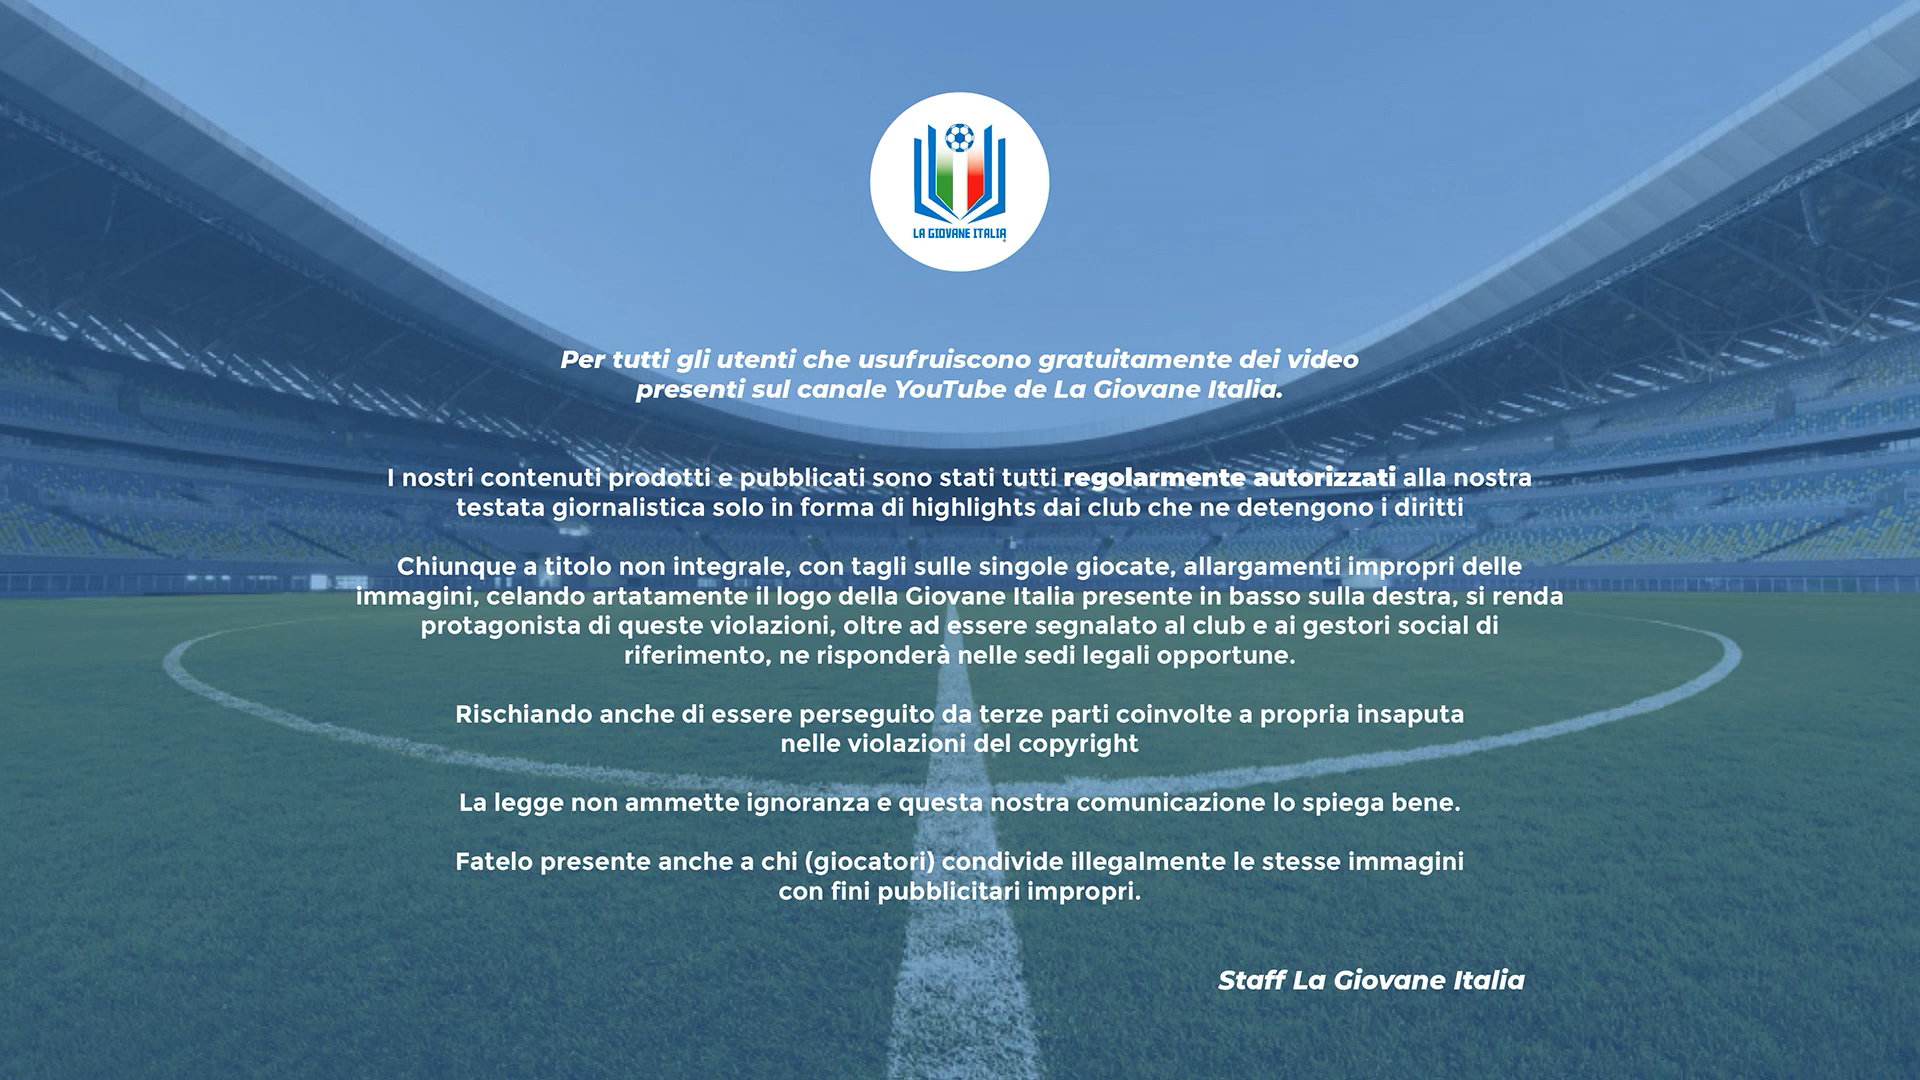 LA GIOVANE ITALIA
Per tutti gli utenti che usufruiscono gratuitamente dei video
presenti sul canale YouTube de La Giovane Italia.
I nostri contenuti prodotti e pubblicati sono stati tutti regolarmente autorizzati alla nostra
testata giornalistica solo in forma di highlights dai club che ne detengono i diritti
Chiunque a titolo non integrale, con tagli sulle singole giocate, allargamenti impropri delle
immagini, celando artatamente il logo della Giovane Italia presente in basso sulla destra, si renda
protagonista di queste violazioni, oltre ad essere segnalato al club e ai gestori social di
riferimento, ne risponderà nelle sedi legali opportune.
Rischiando anche di essere perseguito da terze parti coinvolte a propria insaputa
nelle violazioni del copyright
La legge non ammette ignoranza e questa nostra comunicazione lo spiega bene.
Fatelo presente anche a chi (giocatori) condivide illegalmente le stesse immagini
con fini pubblicitari impropri.
Staff La Giovane Italia